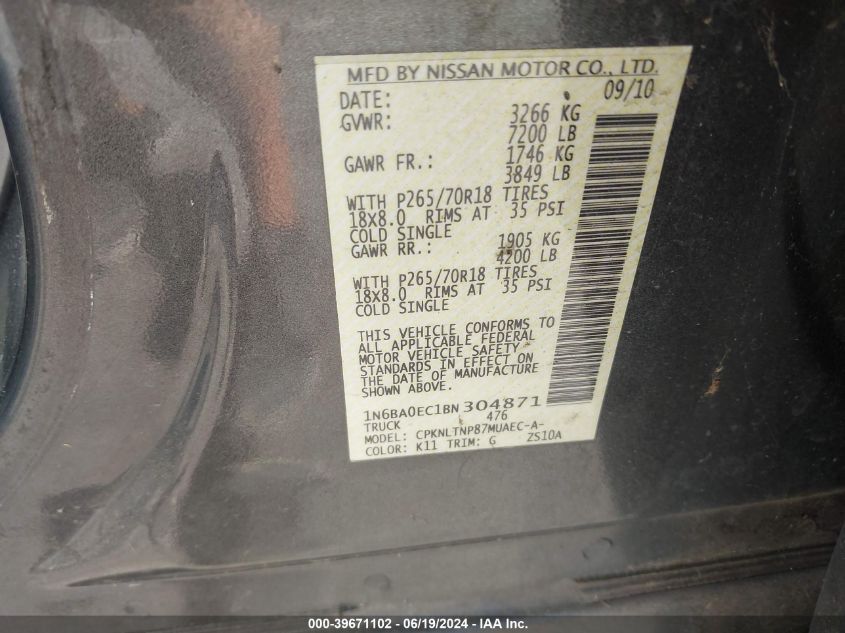 MFD BY NISSAN MOTOR CO., LTD.
DATE: 09/10
GVWR: 3266 KG
7200 LB
GAWR FR.: 1746 KG
3849 LB
WITH P265/70R18 TIRES
18X8.0 RIMS AT 35 PSI
COLD SINGLE
GAWR RR.: 1905 KG
4200 LB
WITH P265/70R18 TIRES
18X8.0 RIMS AT 35 PSI
COLD SINGLE
THIS VEHICLE CONFORMS TO
ALL APPLICABLE FEDERAL
MOTOR VEHICLE SAFETY
STANDARDS IN EFFECT ON
THE DATE OF MANUFACTURE
SHOWN ABOVE.
1N6BA0EC1BN304871
TRUCK 476
MODEL: CPKNLTNP87MUAEC-A-
COLOR: K11 TRIM: G ZS10A
000-39671102 - 06/19/2024 - IAA Inc.